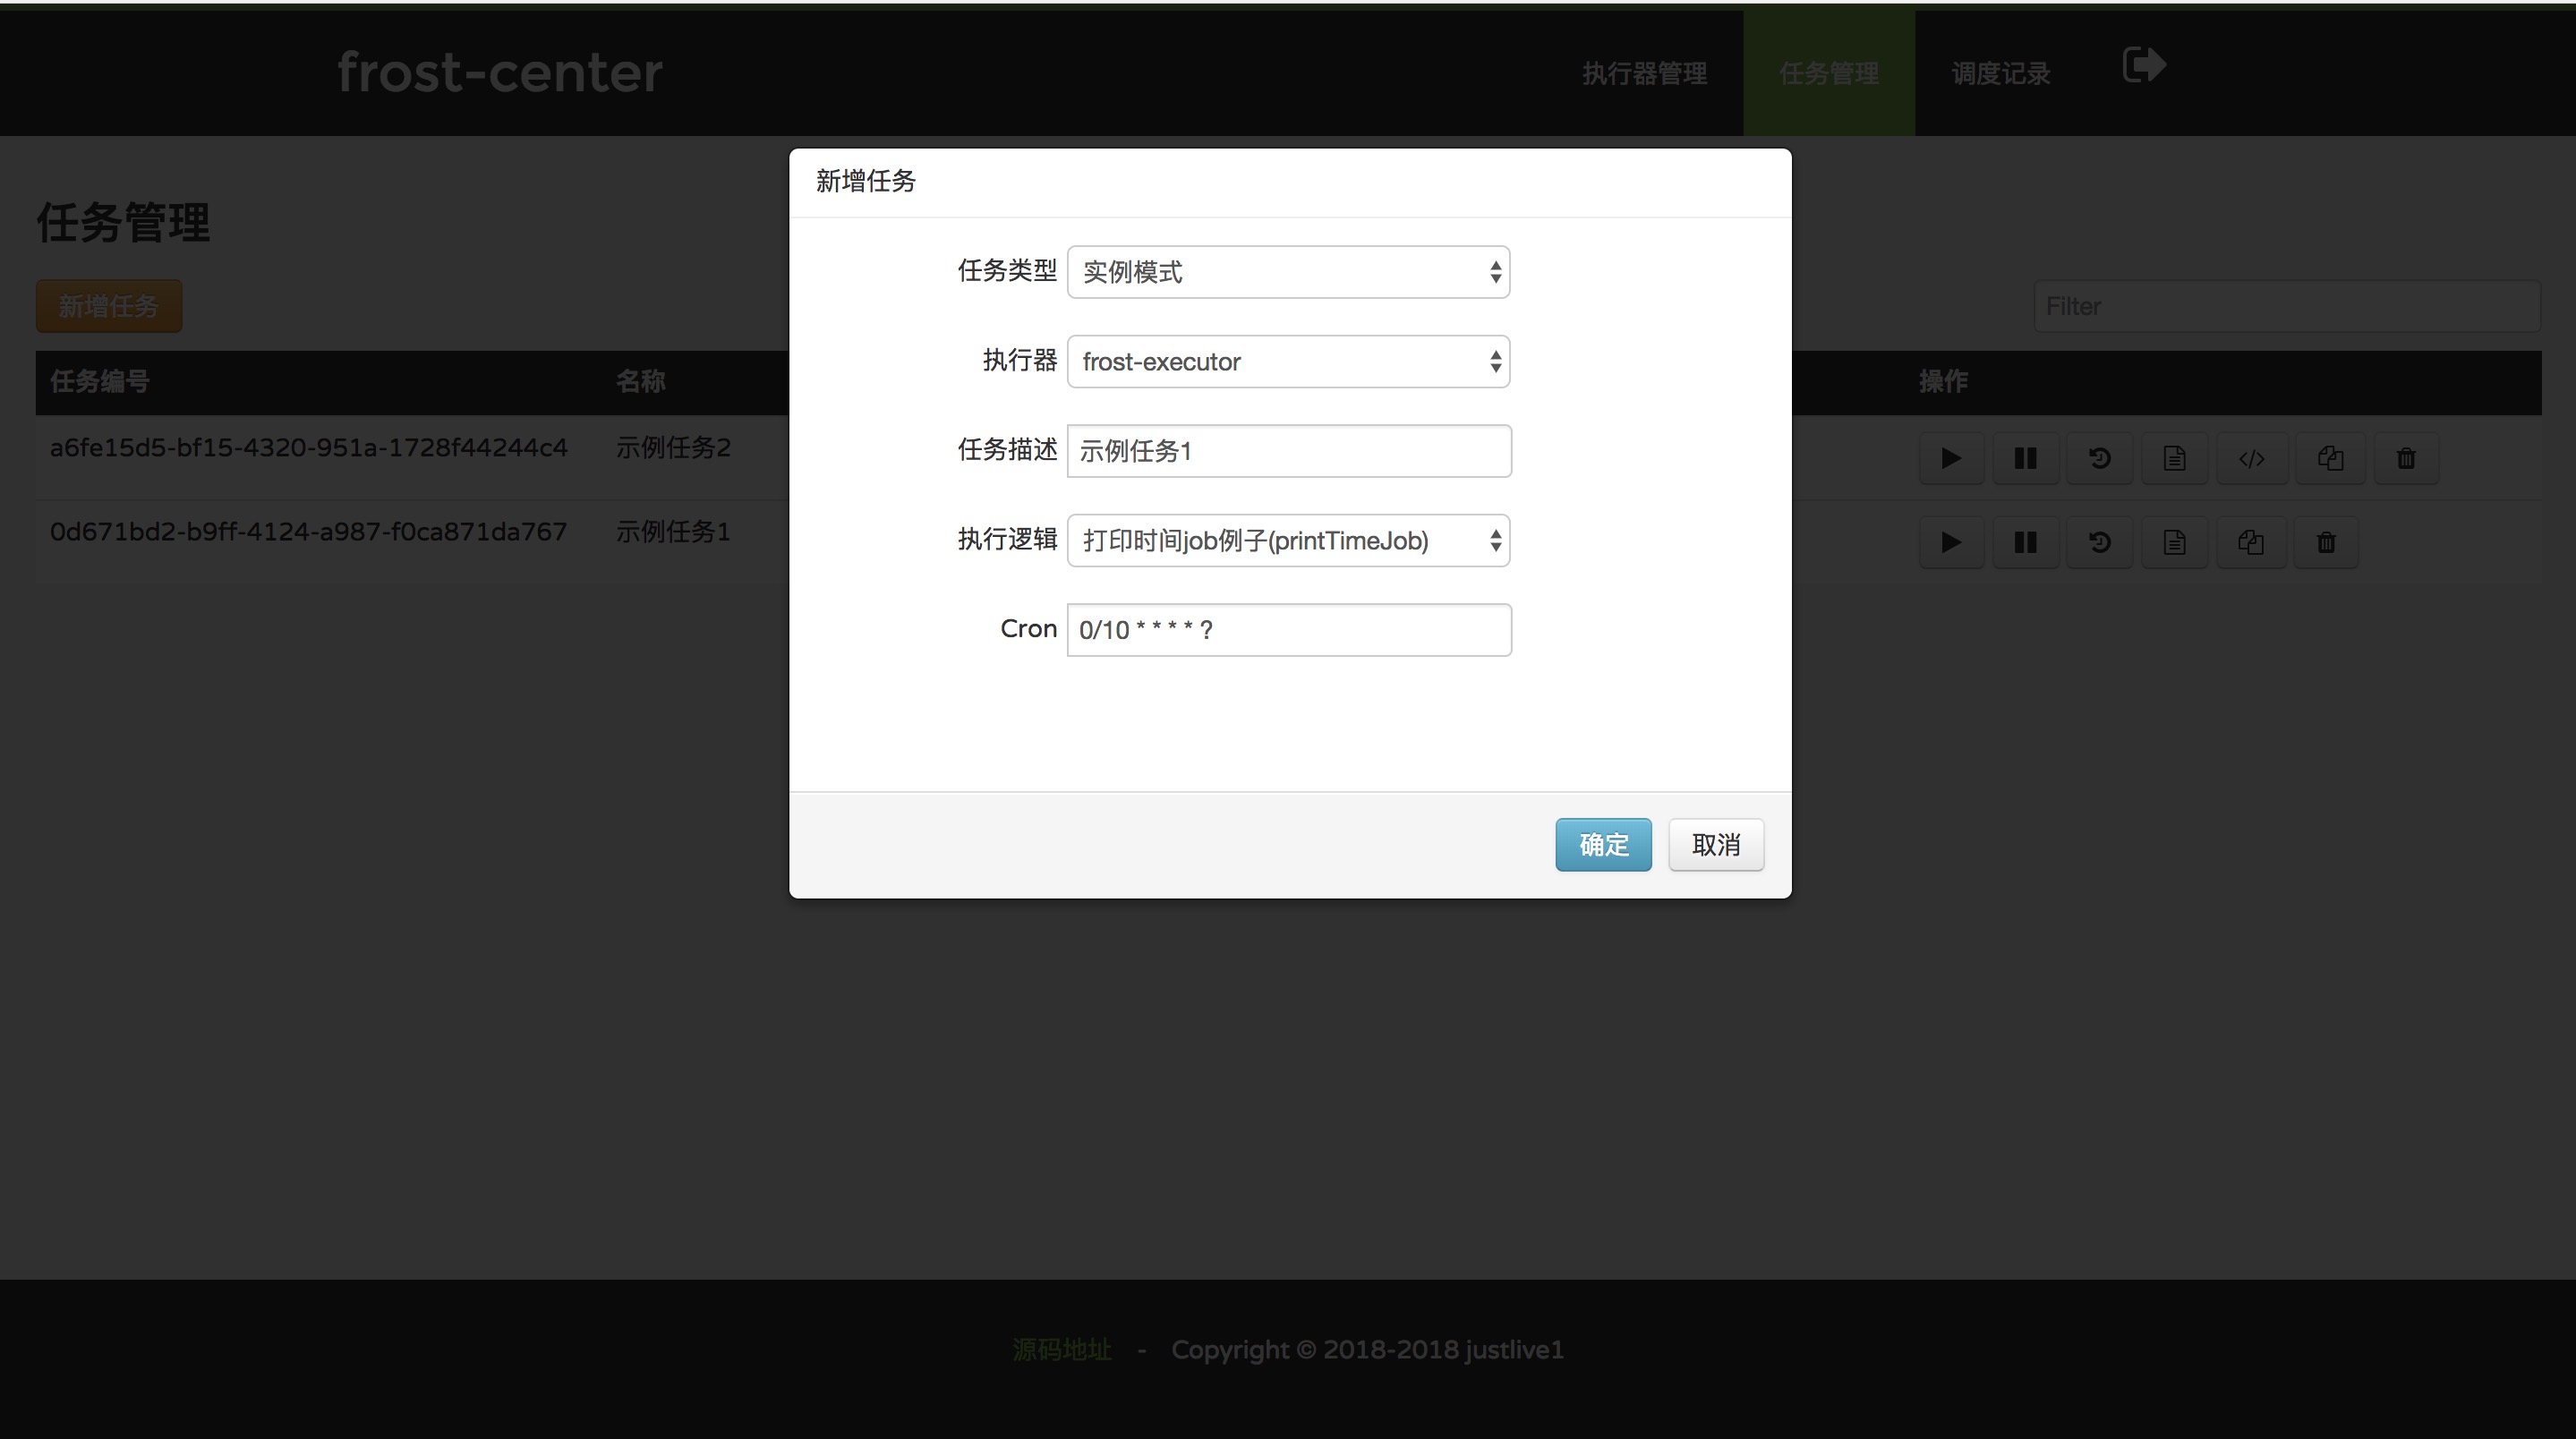 frost-center
执行器管理
任务管理
调度记录
任务管理
新增任务
Filter
任务编号 名称 操作
a6fe15d5-bf15-4320-951a-1728f44244c4 示例任务2
0d671bd2-b9ff-4124-a987-f0ca871da767 示例任务1
新增任务
任务类型 实例模式
执行器 frost-executor
任务描述 示例任务1
执行逻辑 打印时间job例子(printTimeJob)
Cron 0/10 * * * * ?
确定 取消
源码地址 - Copyright © 2018-2018 justlive1